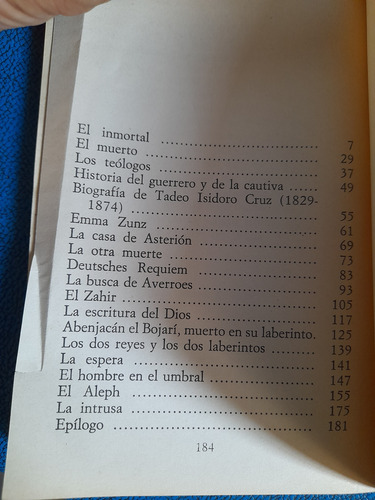 El inmortal ........................ 7
El muerto ........................ 29
Los teólogos ........................ 37
Historia del guerrero y de la cautiva ...... 49
Biografía de Tadeo Isidoro Cruz (1829-
1874) ........................ 55
Emma Zunz ........................ 61
La casa de Asterión ........................ 69
La otra muerte ........................ 73
Deutsches Requiem ........................ 83
La busca de Averroes ........................ 93
El Zahir ........................ 105
La escritura del Dios ........................ 117
Abenjacán el Bojarí, muerto en su laberinto. 125
Los dos reyes y los dos laberintos ......... 139
La espera ........................ 141
El hombre en el umbral ........................ 147
El Aleph ........................ 155
La intrusa ........................ 175
Epílogo ........................ 181
184